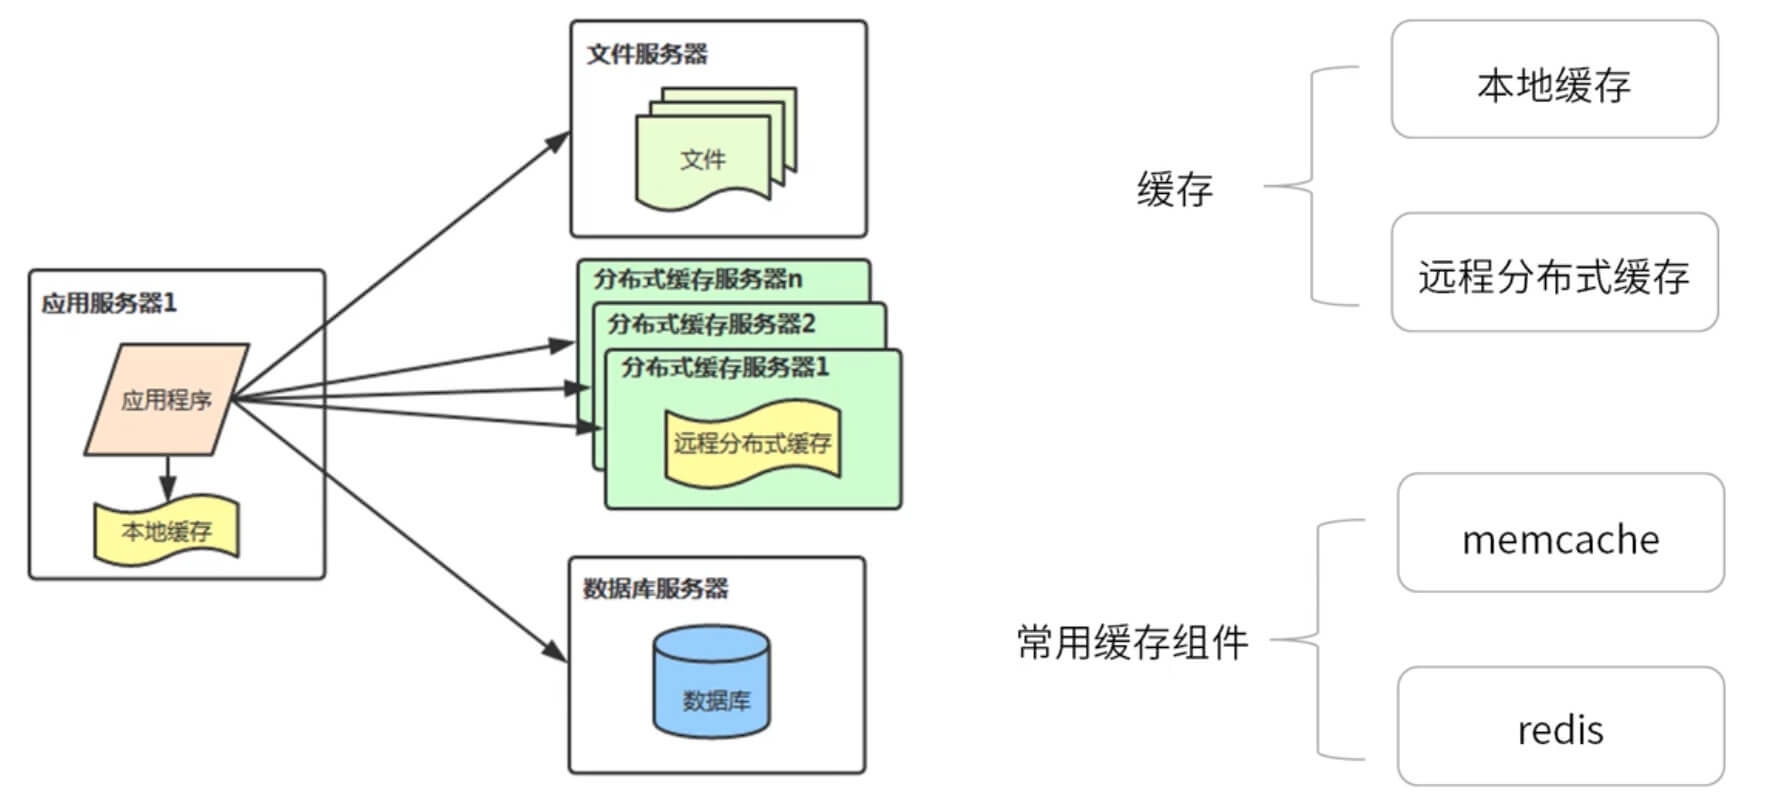 文件服务器
文件
分布式缓存服务器n
分布式缓存服务器2
分布式缓存服务器1
远程分布式缓存
应用服务器1
应用程序
本地缓存
数据库服务器
数据库
缓存
本地缓存
远程分布式缓存
常用缓存组件
memcache
redis